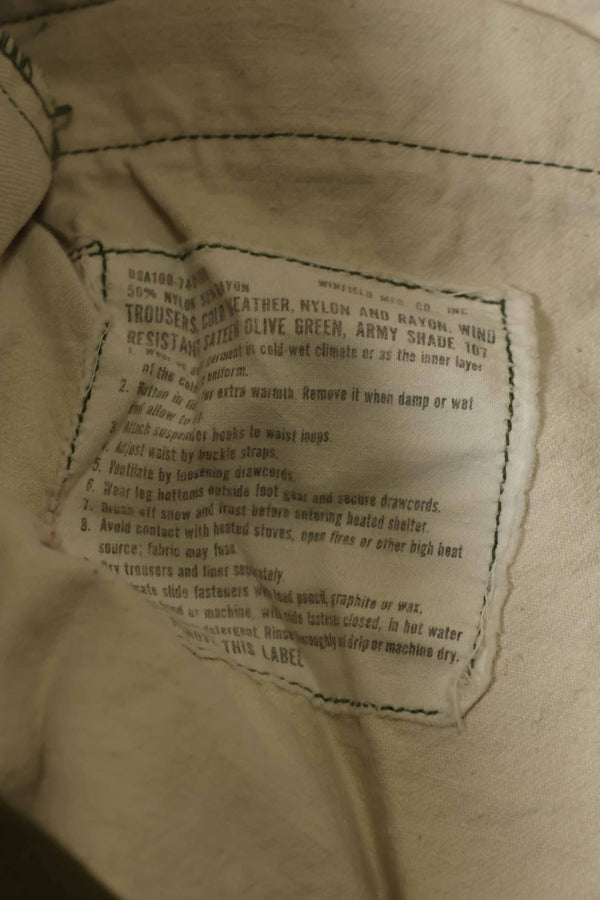 WINFIELD MFG. CO., INC.
50% NYLON RAYON
TROUSERS, COLD WEATHER, NYLON AND RAYON, WIND
RESISTANT SATEEN OLIVE GREEN, ARMY SHADE 107
1. Wear as garment in cold-wet climate or as the inner layer
of the uniform.
2. Button in for extra warmth. Remove it when damp or wet
and allow to
3. Attach suspender hooks to waist loops.
4. Adjust waist by buckle straps.
5. Ventilate by loosening drawcords.
6. Wear leg bottoms outside foot gear and secure drawcords.
7. Brush off snow and frost before entering heated shelter.
8. Avoid contact with heated stoves, open fires or other high heat
source; fabric may fuse.
Dry trousers and liner separately.
slide fasteners with lead pencil, graphite or wax.
hand or machine, with slide fastener closed, in hot water
detergent. Rinse thoroughly drip or machine dry.
THIS LABEL